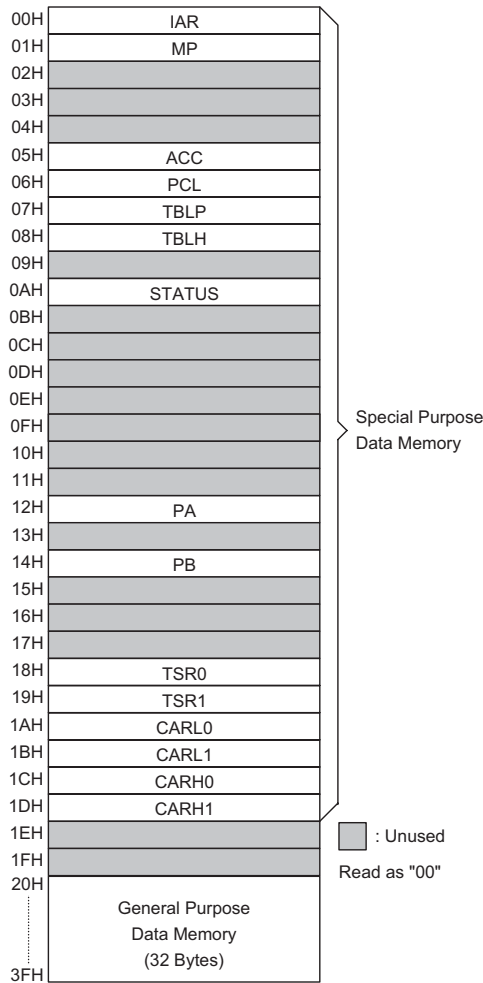 00H IAR
01H MP
02H
03H
04H
05H ACC
06H PCL
07H TBLP
08H TBLH
09H
0AH STATUS
0BH
0CH
0DH
0EH
0FH
10H
11H
12H PA
13H
14H PB
15H
16H
17H
18H TSR0
19H TSR1
1AH CARL0
1BH CARL1
1CH CARH0
1DH CARH1
1EH
1FH
20H
General Purpose
Data Memory
(32 Bytes)
3FH
Special Purpose
Data Memory
: Unused
Read as "00"